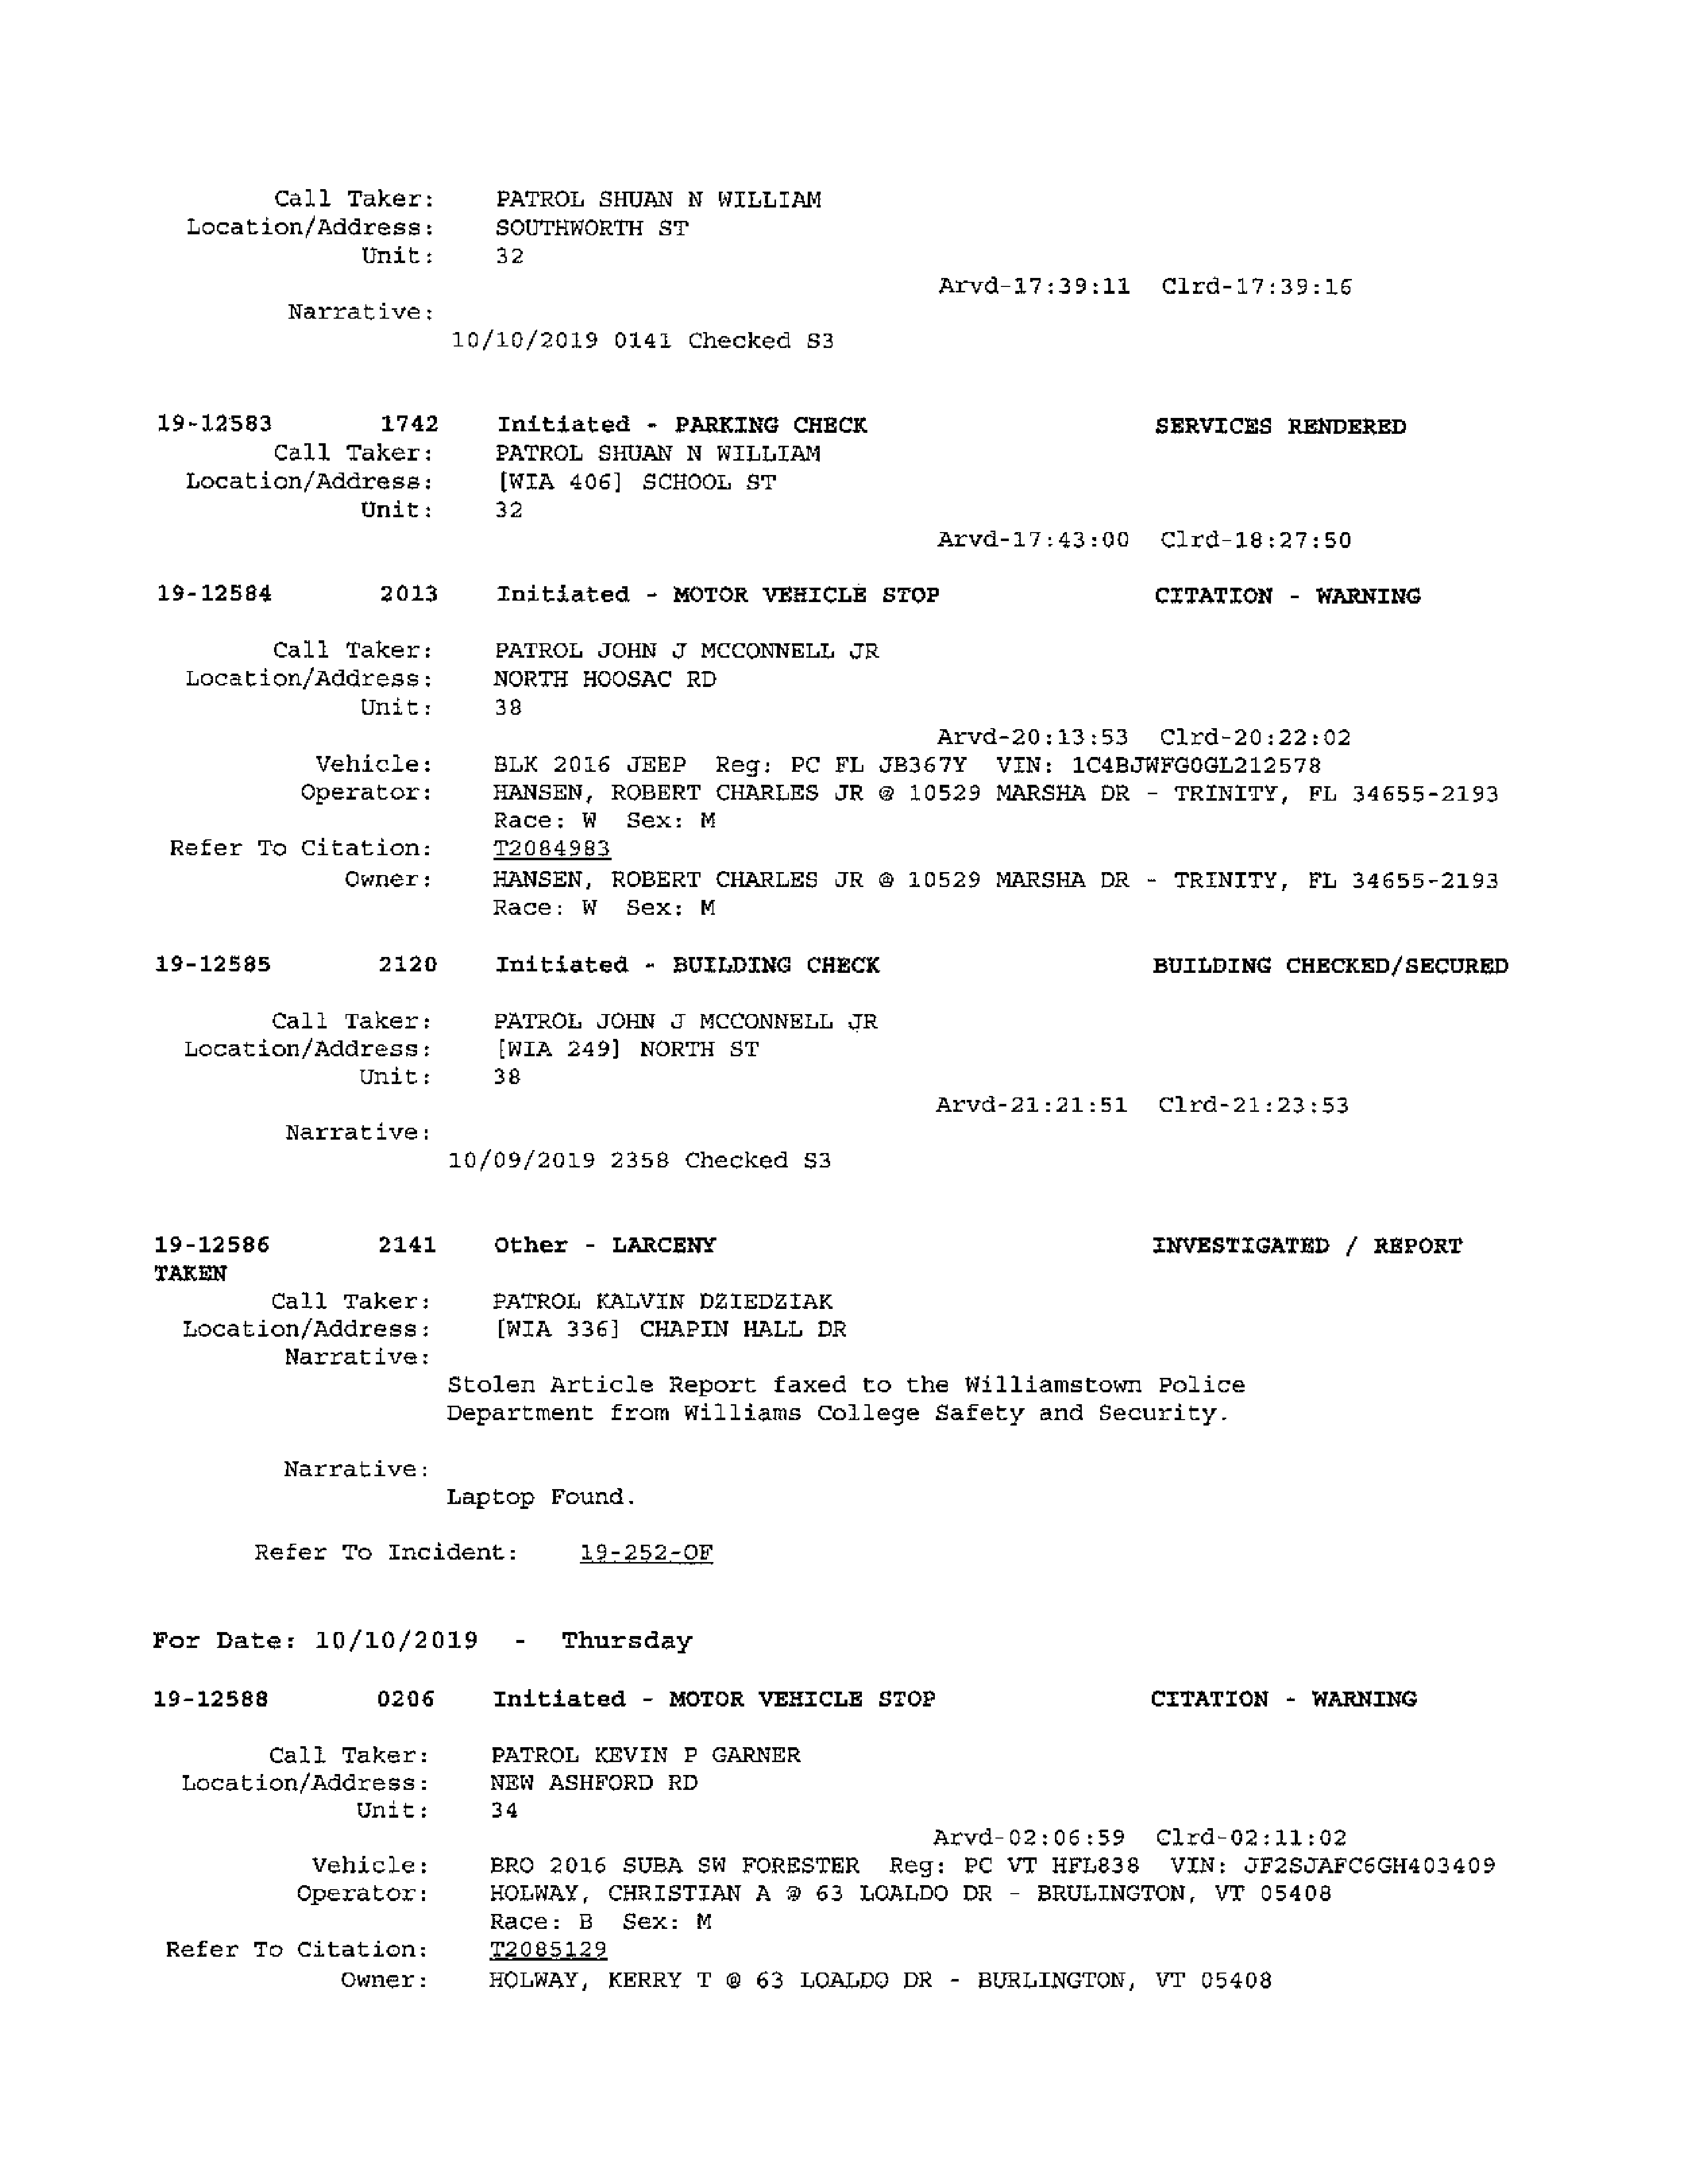 Call Taker: PATROL SHUAN N WILLIAM
Location/Address: SOUTHWORTH ST
Unit: 32
Arvd-17:39:11 Clrd-17:39:16
Narrative:
10/10/2019 0141 Checked S3
19-12583 1742 Initiated - PARKING CHECK SERVICES RENDERED
Call Taker: PATROL SHUAN N WILLIAM
Location/Address: [WIA 406] SCHOOL ST
Unit: 32
Arvd-17:43:00 Clrd-18:27:50
19-12584 2013 Initiated - MOTOR VEHICLE STOP CITATION - WARNING
Call Taker: PATROL JOHN J MCCONNELL JR
Location/Address: NORTH HOOSAC RD
Unit: 38
Arvd-20:13:53 Clrd-20:22:02
Vehicle: BLK 2016 JEEP Reg: PC FL JB367Y VIN: 1C4BJWFG0GL212578
Operator: HANSEN, ROBERT CHARLES JR @ 10529 MARSHA DR - TRINITY, FL 34655-2193
Race: W Sex: M
Refer To Citation: T2084983
Owner: HANSEN, ROBERT CHARLES JR @ 10529 MARSHA DR - TRINITY, FL 34655-2193
Race: W Sex: M
19-12585 2120 Initiated - BUILDING CHECK BUILDING CHECKED/SECURED
Call Taker: PATROL JOHN J MCCONNELL JR
Location/Address: [WIA 249] NORTH ST
Unit: 38
Arvd-21:21:51 Clrd-21:23:53
Narrative:
10/09/2019 2358 Checked S3
19-12586 2141 Other - LARCENY INVESTIGATED / REPORT
TAKEN
Call Taker: PATROL KALVIN DZIEDZIAK
Location/Address: [WIA 336] CHAPIN HALL DR
Narrative:
Stolen Article Report faxed to the Williamstown Police
Department from Williams College Safety and Security.
Narrative:
Laptop Found.
Refer To Incident: 19-252-OF
For Date: 10/10/2019 - Thursday
19-12588 0206 Initiated - MOTOR VEHICLE STOP CITATION - WARNING
Call Taker: PATROL KEVIN P GARNER
Location/Address: NEW ASHFORD RD
Unit: 34
Arvd-02:06:59 Clrd-02:11:02
Vehicle: BRO 2016 SUBA SW FORESTER Reg: PC VT HFL838 VIN: JF2SJAFC6GH403409
Operator: HOLWAY, CHRISTIAN A @ 63 LOALDO DR - BRULINGTON, VT 05408
Race: B Sex: M
Refer To Citation: T2085129
Owner: HOLWAY, KERRY T @ 63 LOALDO DR - BURLINGTON, VT 05408